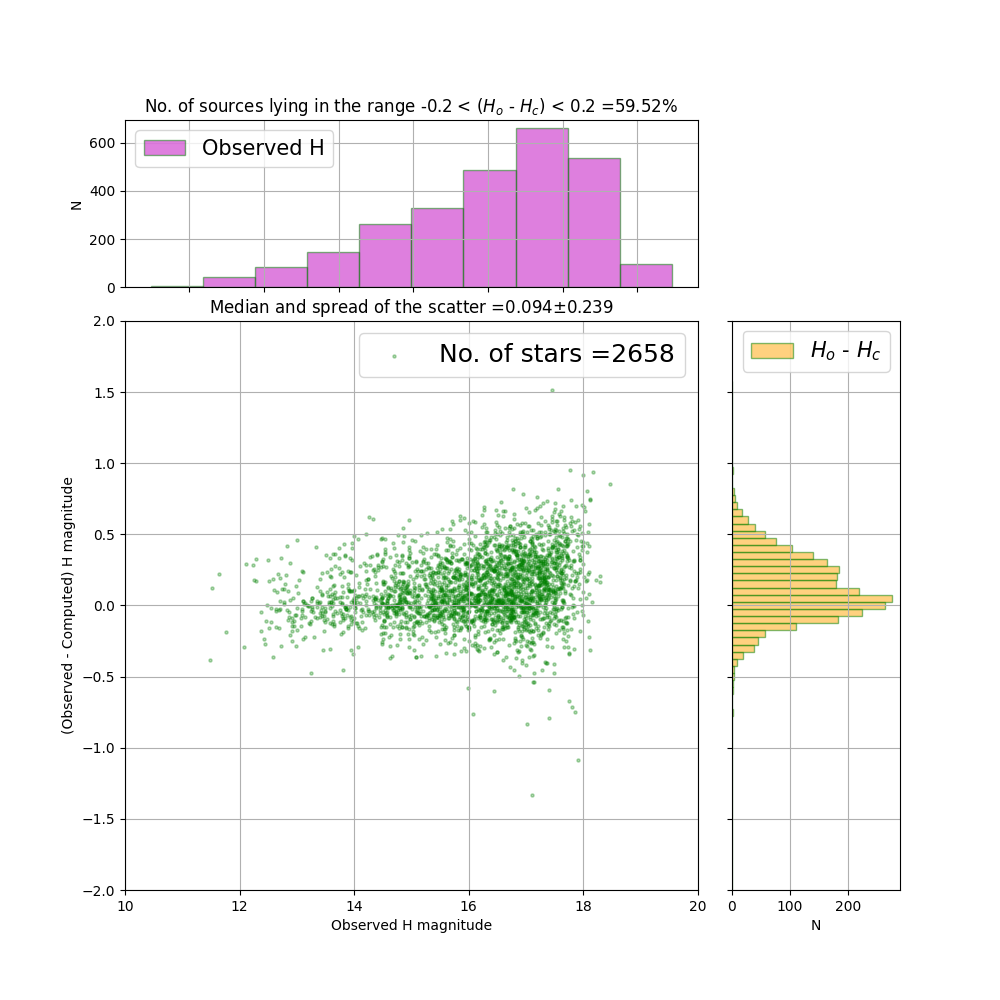 No. of sources lying in the range -0.2 < (Hₒ - H_c) < 0.2 =59.52%
Observed H
600
400
200
0
N
Median and spread of the scatter =0.094±0.239
No. of stars =2658
2.0
1.5
1.0
0.5
0.0
−0.5
−1.0
−1.5
−2.0
(Observed - Computed) H magnitude
10 12 14 16 18 20
Observed H magnitude
Hₒ - H_c
0 100 200
N